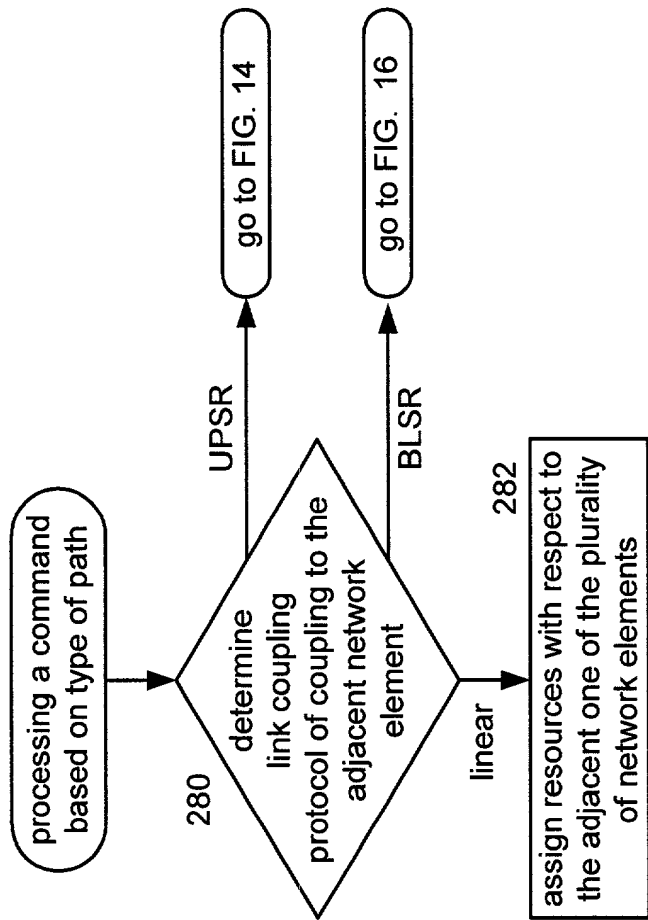 processing a command
based on type of path
280
determine
link coupling
protocol of coupling to the
adjacent network
element
UPSR
go to FIG. 14
BLSR
go to FIG. 16
linear
282
assign resources with respect to
the adjacent one of the plurality
of network elements